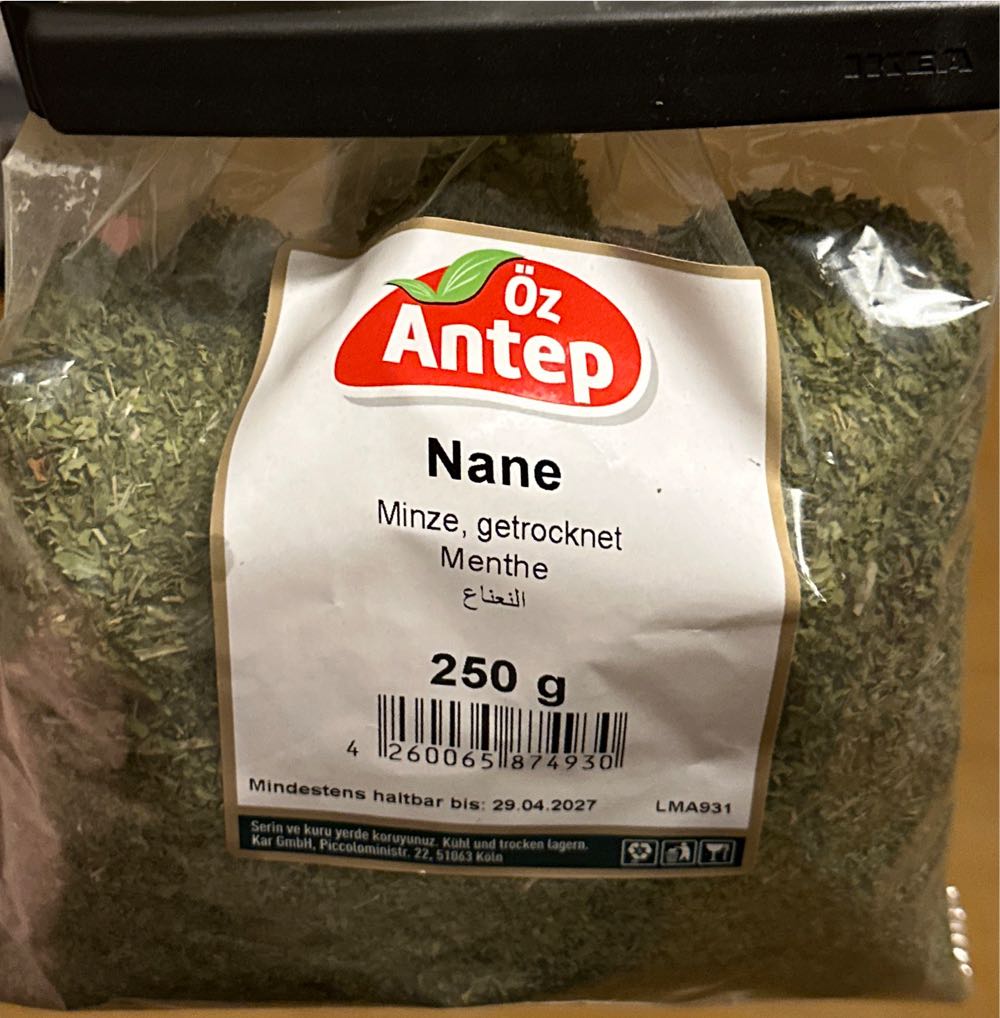 IKEA
Öz
Antep
Nane
Minze, getrocknet
Menthe
النعناع
250 g
4 260065 874930
Mindestens haltbar bis: 29.04.2027 LMA931
Serin ve kuru yerde koruyunuz. Kühl und trocken lagern.
Kar GmbH, Piccoloministr. 22, 51063 Köln